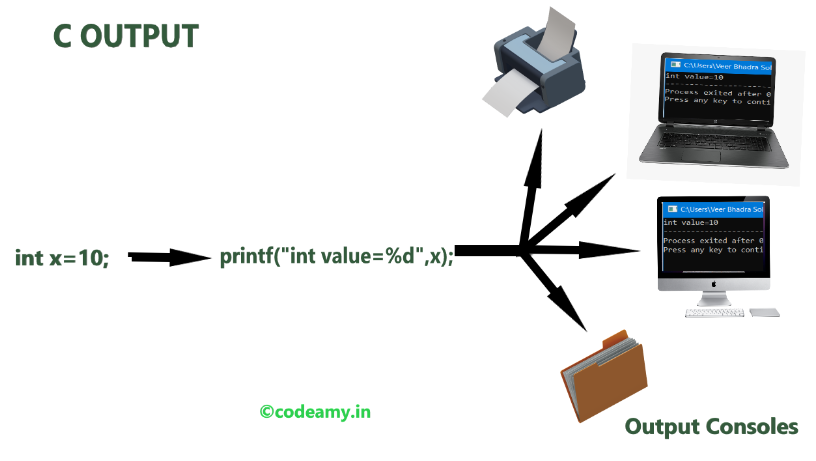 C OUTPUT
C:\Users\Veer Bhadra Sol
int value=10
Process exited after 0
Press any key to conti
int x=10;
printf("int value=%d",x);
C:\Users\Veer Bhadra Sol
int value=10
Process exited after 0
Press any key to conti
©codeamy.in
Output Consoles